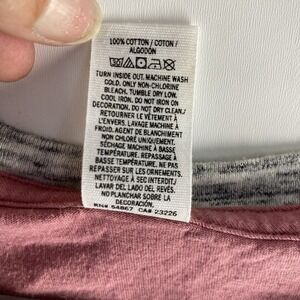 100% COTTON / COTON /
ALGODÓN
TURN INSIDE OUT. MACHINE WASH
COLD. ONLY NON-CHLORINE
BLEACH. TUMBLE DRY LOW.
COOL IRON. DO NOT IRON ON
DECORATION. DO NOT DRY CLEAN./
RETOURNER LE VÊTEMENT À
L'ENVERS. LAVAGE MACHINE À
FROID. AGENT DE BLANCHIMENT
NON CHLORÉ UNIQUEMENT.
SÉCHAGE MACHINE À BASSE
TEMPÉRATURE. REPASSAGE À
BASSE TEMPÉRATURE. NE PAS
REPASSER SUR LES ORNEMENTS.
NETTOYAGE À SEC INTERDIT./
LAVAR DEL LADO DEL REVÉS.
NO PLANCHAR SOBRE LA
DECORACIÓN.
RN# 54867 CA# 23226